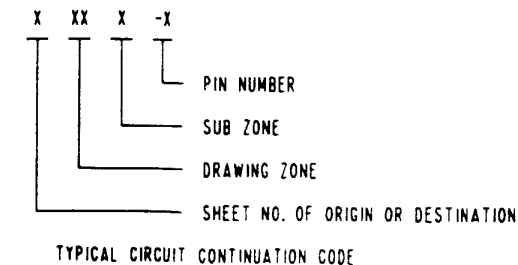 X XX X -X
PIN NUMBER
SUB ZONE
DRAWING ZONE
SHEET NO. OF ORIGIN OR DESTINATION
TYPICAL CIRCUIT CONTINUATION CODE